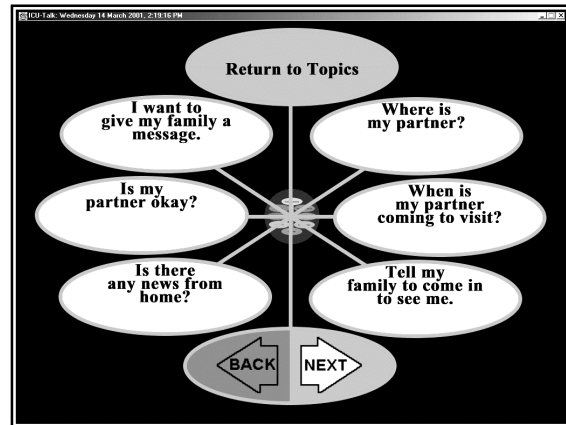 ICU-Talk: Wednesday 14 March 2001, 2:19:16 PM
Return to Topics
I want to
give my family a
message.
Where is
my partner?
Is my
partner okay?
When is
my partner
coming to visit?
Is there
any news from
home?
Tell my
family to come in
to see me.
BACK
NEXT